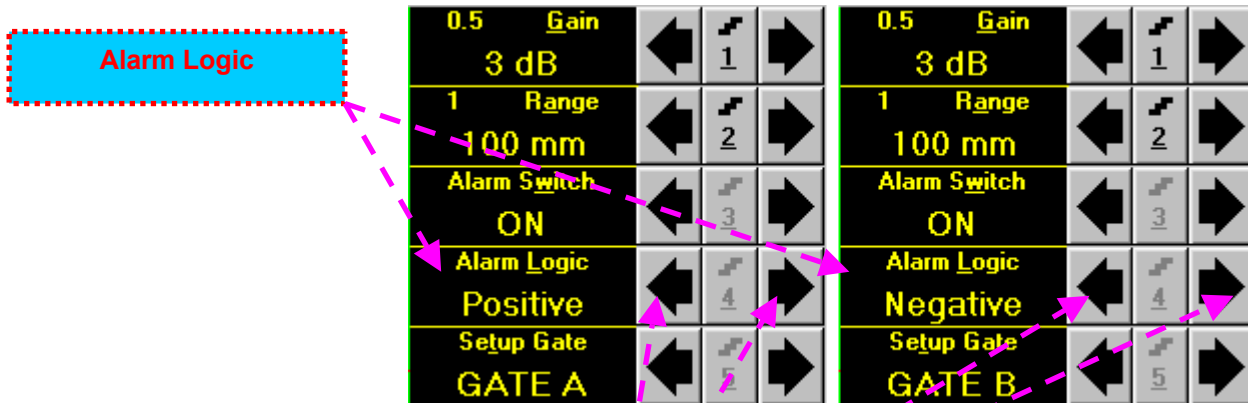 Alarm Logic
0.5 Gain
3 dB
1
1 Range
100 mm
2
Alarm Switch
ON
3
Alarm Logic
Positive
4
Setup Gate
GATE A
5
0.5 Gain
3 dB
1
1 Range
100 mm
2
Alarm Switch
ON
3
Alarm Logic
Negative
4
Setup Gate
GATE B
5